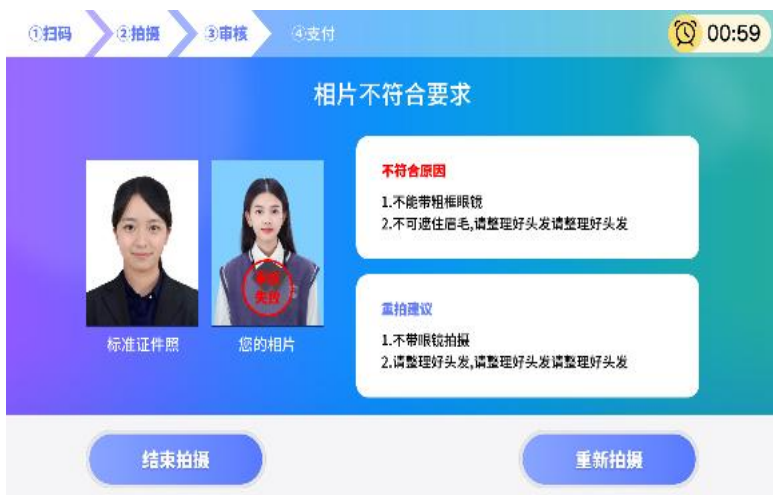 ①扫码
②拍摄
③审核
④支付
00:59
相片不符合要求
不符合原因
1.不能带粗框眼镜
2.不可遮住眉毛,请整理好头发请整理好头发
失败
标准证件照
您的相片
重拍建议
1.不带眼镜拍摄
2.请整理好头发,请整理好头发请整理好头发
结束拍摄
重新拍摄